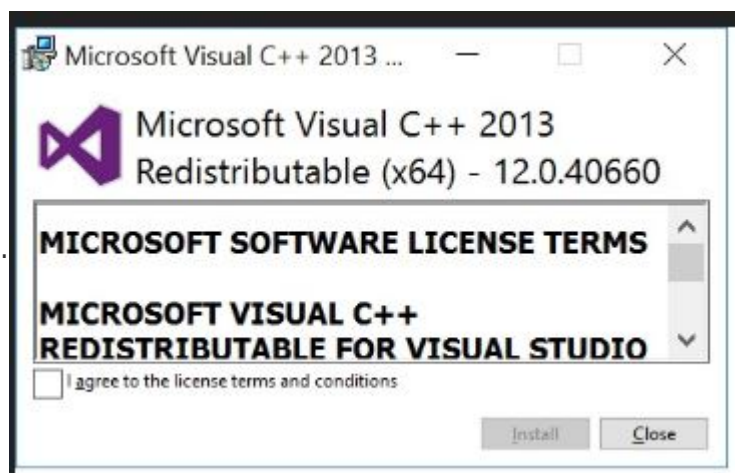 Microsoft Visual C++ 2013 ...
Microsoft Visual C++ 2013
Redistributable (x64) - 12.0.40660
MICROSOFT SOFTWARE LICENSE TERMS
MICROSOFT VISUAL C++
REDISTRIBUTABLE FOR VISUAL STUDIO
I agree to the license terms and conditions
Install Close